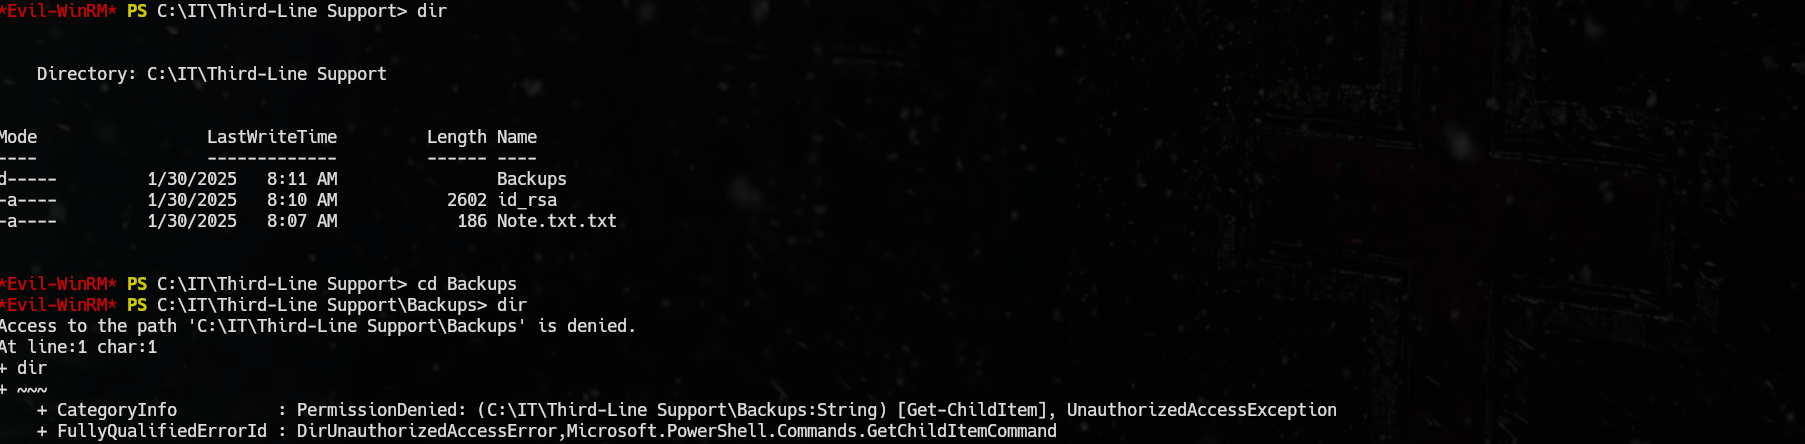 *Evil-WinRM* PS C:\IT\Third-Line Support> dir
Directory: C:\IT\Third-Line Support
Mode                 LastWriteTime         Length Name
----                 -------------         ------ ----
d-----         1/30/2025   8:11 AM                Backups
-a----         1/30/2025   8:10 AM           2602 id_rsa
-a----         1/30/2025   8:07 AM            186 Note.txt.txt
*Evil-WinRM* PS C:\IT\Third-Line Support> cd Backups
*Evil-WinRM* PS C:\IT\Third-Line Support\Backups> dir
Access to the path 'C:\IT\Third-Line Support\Backups' is denied.
At line:1 char:1
+ dir
+ ~~~
    + CategoryInfo          : PermissionDenied: (C:\IT\Third-Line Support\Backups:String) [Get-ChildItem], UnauthorizedAccessException
    + FullyQualifiedErrorId : DirUnauthorizedAccessError,Microsoft.PowerShell.Commands.GetChildItemCommand